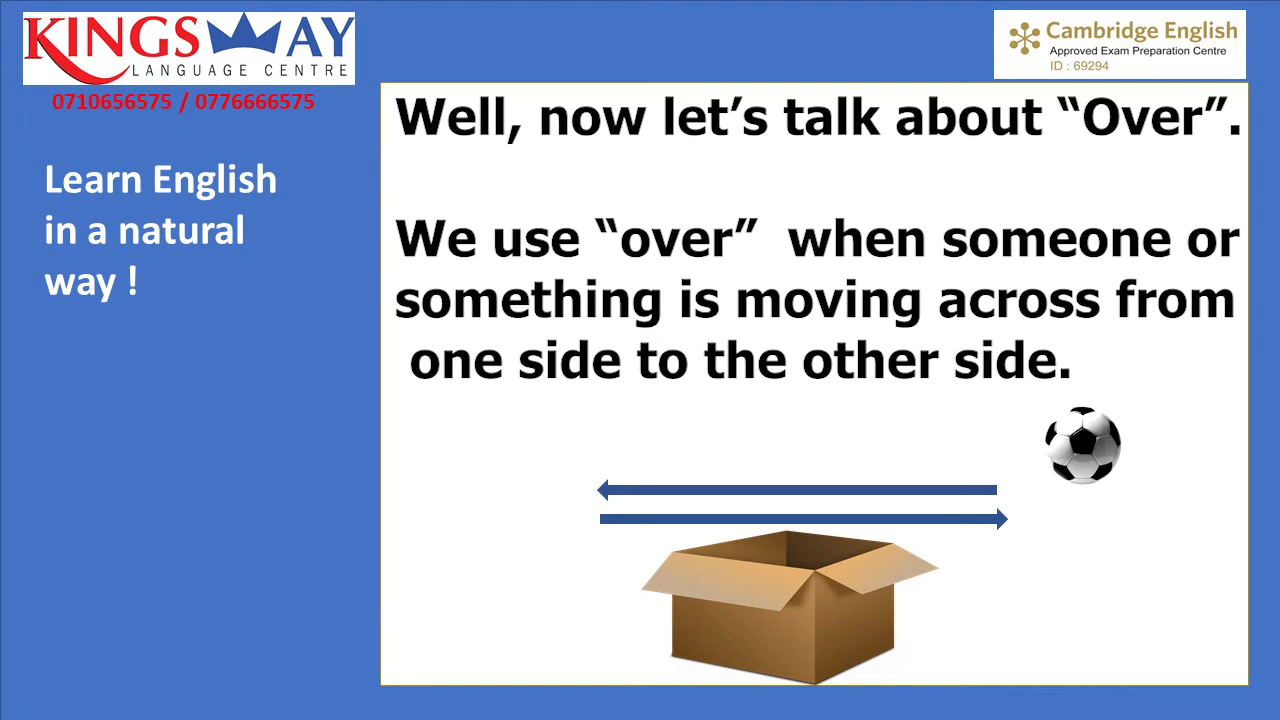 KINGSWAY
LANGUAGE CENTRE
0710656575 / 0776666575
Learn English
in a natural
way !
Cambridge English
Approved Exam Preparation Centre
ID : 69294
Well, now let’s talk about “Over”.
We use “over” when someone or
something is moving across from
one side to the other side.